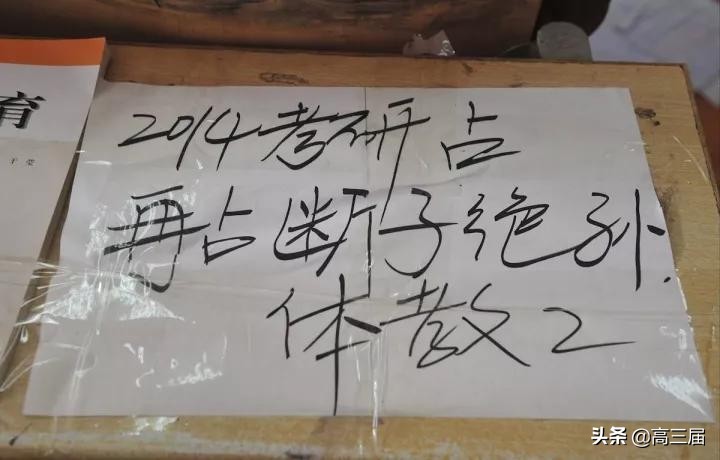 育
2014考研占
再占断子绝孙.
体教2
头条 @高三届